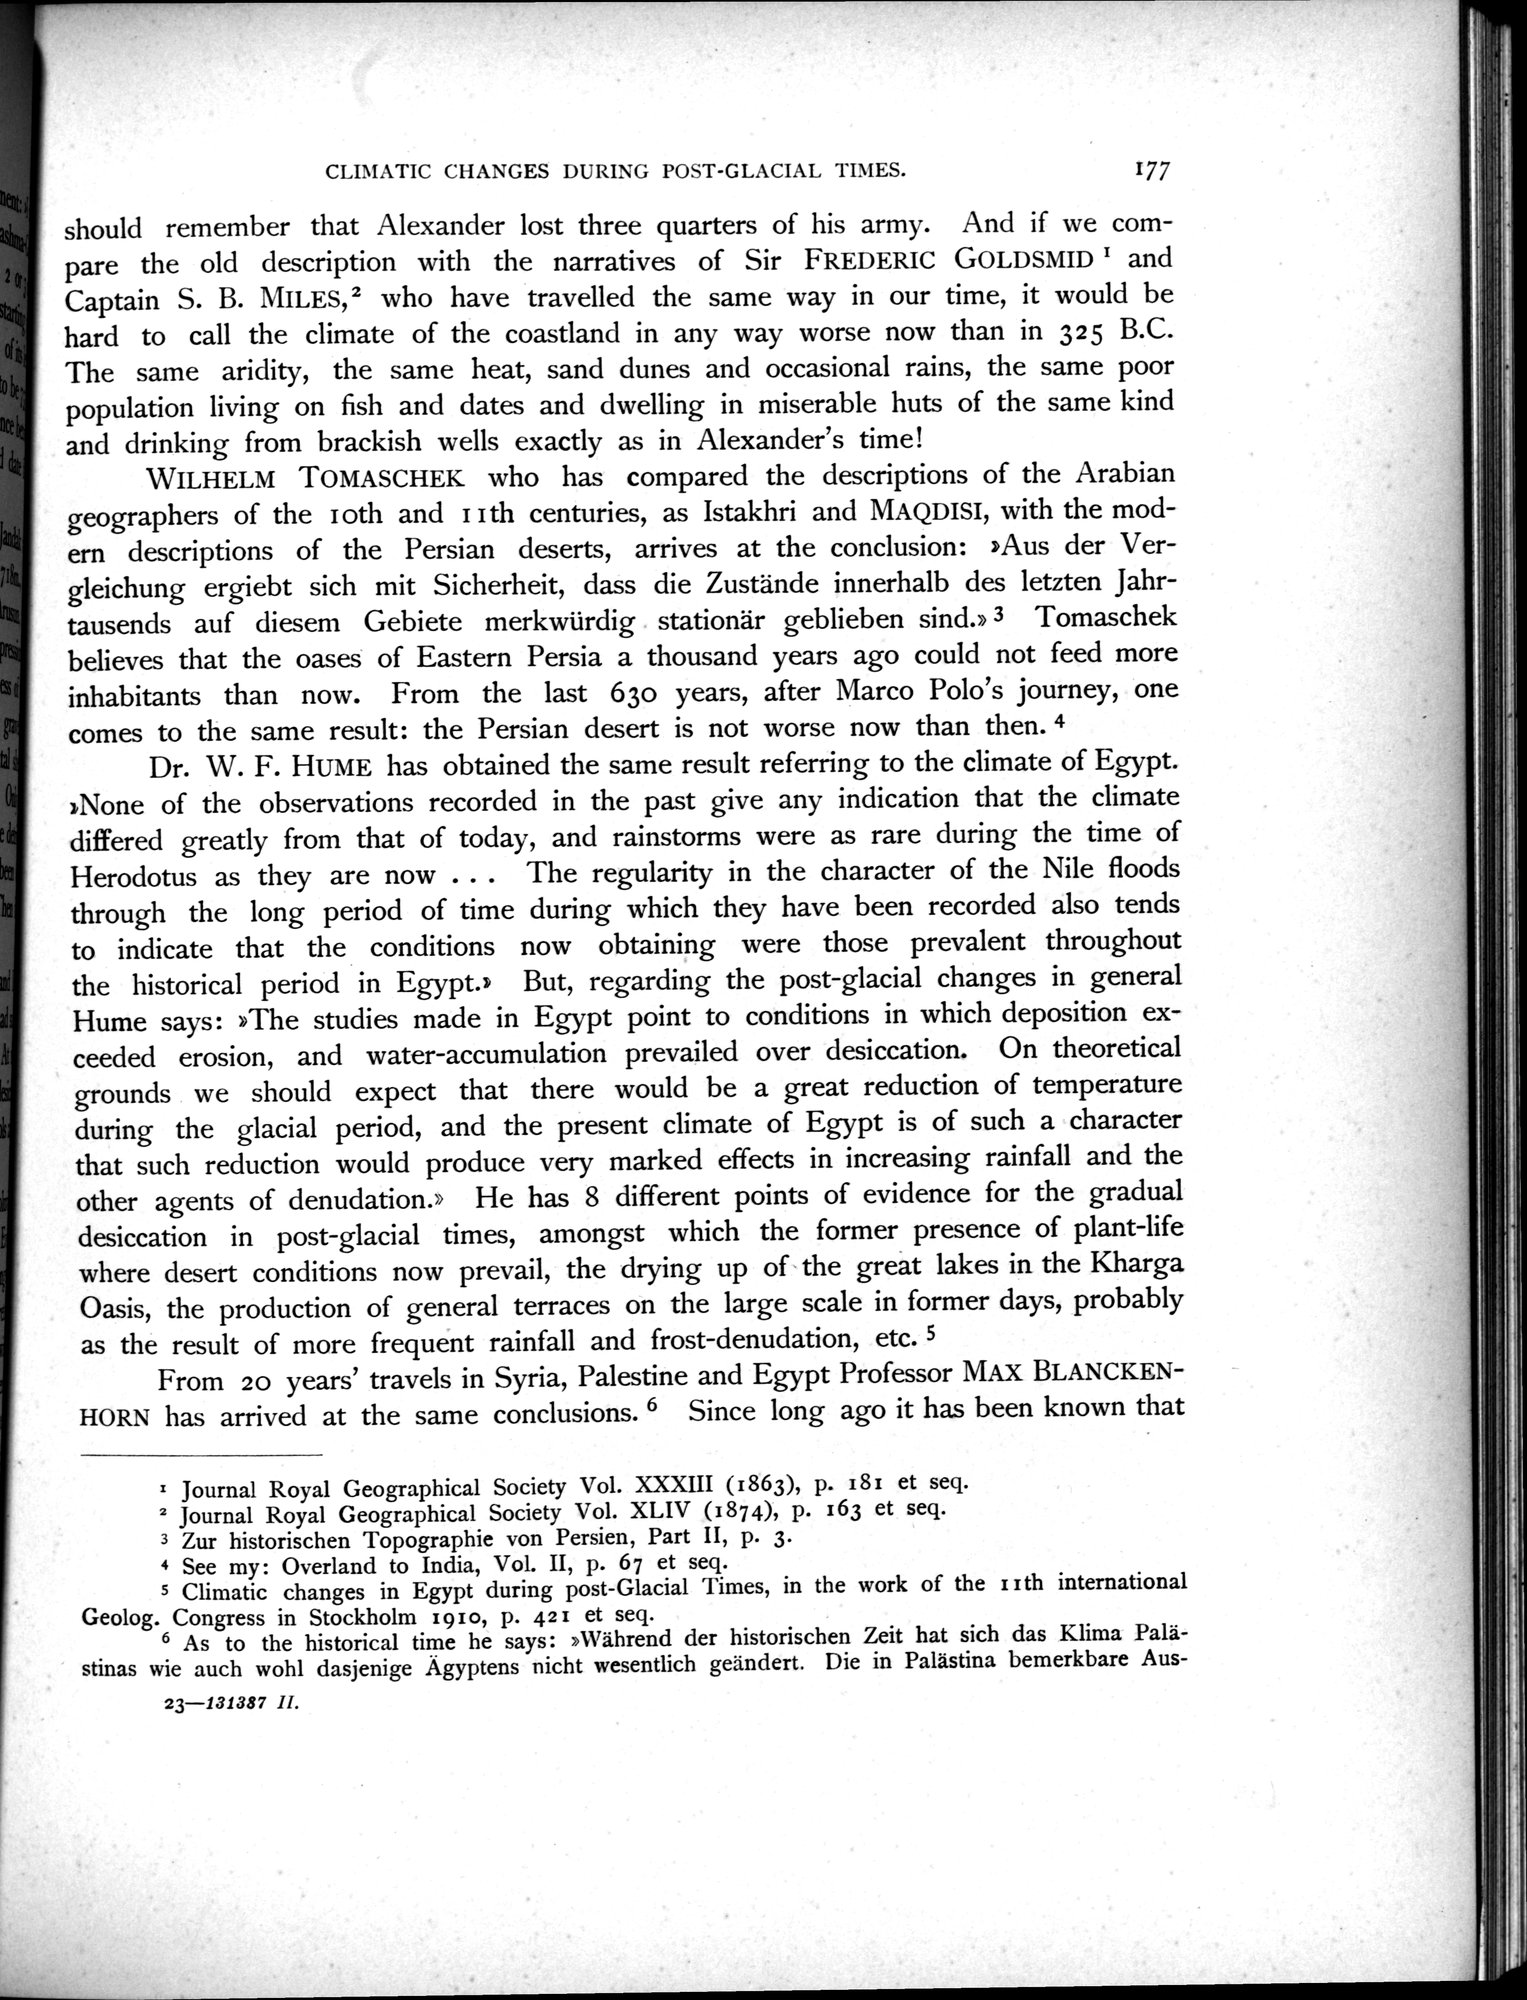 CLIMATIC CHANGES DURING POST-GLACIAL TIMES. 177
should remember that Alexander lost three quarters of his army. And if we com-
pare the old description with the narratives of Sir FREDERIC GOLDSMID ¹ and
Captain S. B. MILES,² who have travelled the same way in our time, it would be
hard to call the climate of the coastland in any way worse now than in 325 B.C.
The same aridity, the same heat, sand dunes and occasional rains, the same poor
population living on fish and dates and dwelling in miserable huts of the same kind
and drinking from brackish wells exactly as in Alexander's time!
WILHELM TOMASCHEK who has compared the descriptions of the Arabian
geographers of the 10th and 11th centuries, as Istakhri and MAQDISI, with the mod-
ern descriptions of the Persian deserts, arrives at the conclusion: »Aus der Ver-
gleichung ergiebt sich mit Sicherheit, dass die Zustände innerhalb des letzten Jahr-
tausends auf diesem Gebiete merkwürdig stationär geblieben sind.» ³ Tomaschek
believes that the oases of Eastern Persia a thousand years ago could not feed more
inhabitants than now. From the last 630 years, after Marco Polo's journey, one
comes to the same result: the Persian desert is not worse now than then. ⁴
Dr. W. F. HUME has obtained the same result referring to the climate of Egypt.
»None of the observations recorded in the past give any indication that the climate
differed greatly from that of today, and rainstorms were as rare during the time of
Herodotus as they are now . . . The regularity in the character of the Nile floods
through the long period of time during which they have been recorded also tends
to indicate that the conditions now obtaining were those prevalent throughout
the historical period in Egypt.» But, regarding the post-glacial changes in general
Hume says: »The studies made in Egypt point to conditions in which deposition ex-
ceeded erosion, and water-accumulation prevailed over desiccation. On theoretical
grounds we should expect that there would be a great reduction of temperature
during the glacial period, and the present climate of Egypt is of such a character
that such reduction would produce very marked effects in increasing rainfall and the
other agents of denudation.» He has 8 different points of evidence for the gradual
desiccation in post-glacial times, amongst which the former presence of plant-life
where desert conditions now prevail, the drying up of the great lakes in the Kharga
Oasis, the production of general terraces on the large scale in former days, probably
as the result of more frequent rainfall and frost-denudation, etc. ⁵
From 20 years' travels in Syria, Palestine and Egypt Professor MAX BLANCKEN-
HORN has arrived at the same conclusions. ⁶ Since long ago it has been known that
¹ Journal Royal Geographical Society Vol. XXXIII (1863), p. 181 et seq.
² Journal Royal Geographical Society Vol. XLIV (1874), p. 163 et seq.
³ Zur historischen Topographie von Persien, Part II, p. 3.
⁴ See my: Overland to India, Vol. II, p. 67 et seq.
⁵ Climatic changes in Egypt during post-Glacial Times, in the work of the 11th international
Geolog. Congress in Stockholm 1910, p. 421 et seq.
⁶ As to the historical time he says: »Während der historischen Zeit hat sich das Klima Palä-
stinas wie auch wohl dasjenige Ägyptens nicht wesentlich geändert. Die in Palästina bemerkbare Aus-
23—131387 II.